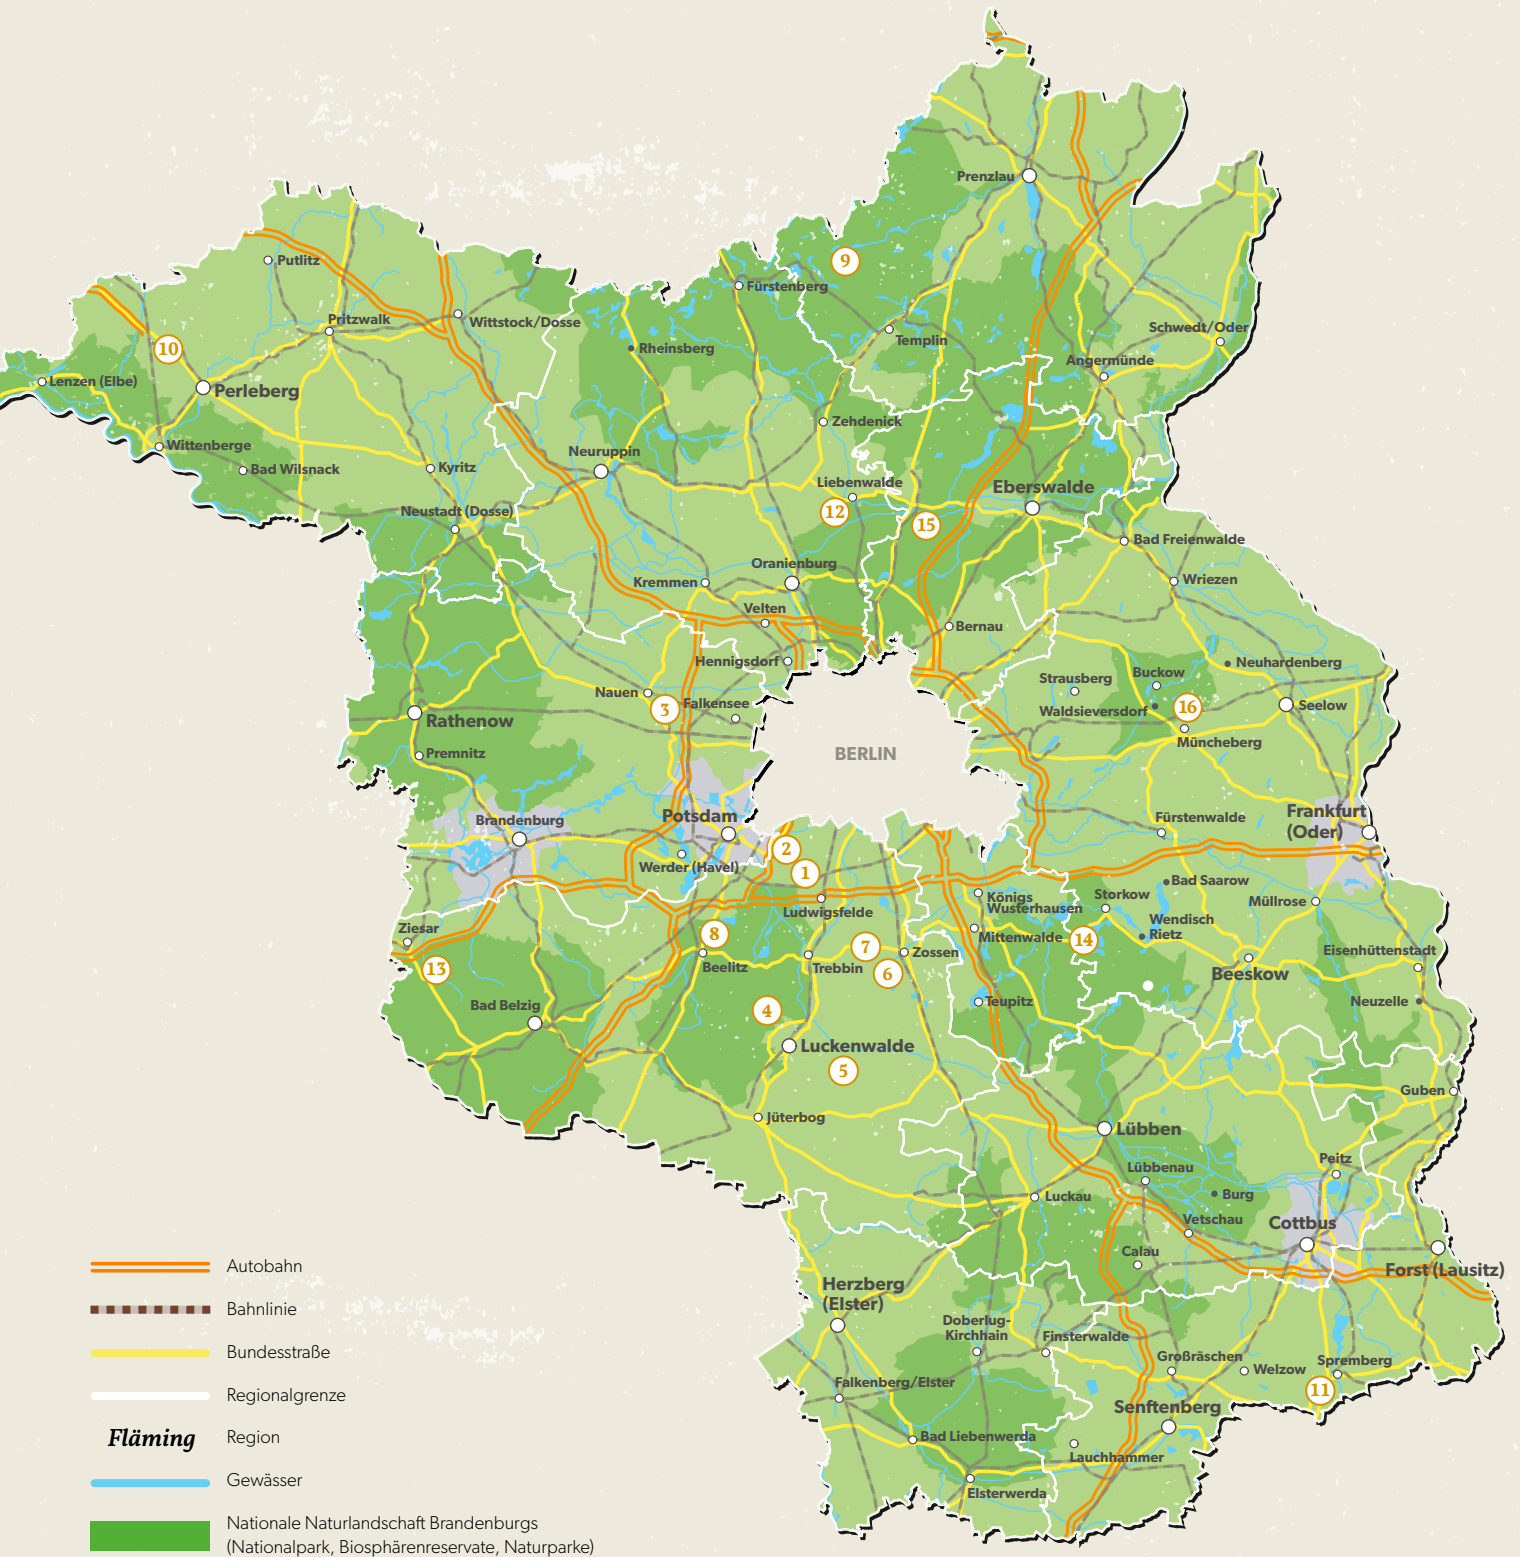 Prenzlau
9
Putlitz
Fürstenberg
Pritzwalk
Wittstock/Dosse
Schwedt/Oder
Templin
10
Rheinsberg
Angermünde
Lenzen (Elbe)
Perleberg
Zehdenick
Wittenberge
Neuruppin
Bad Wilsnack
Kyritz
Liebenwalde
Eberswalde
Neustadt (Dosse)
12
15
Bad Freienwalde
Oranienburg
Kremmen
Wriezen
Velten
Bernau
Hennigsdorf
Neuhardenberg
Buckow
Strausberg
Nauen
3
Falkensee
Waldsieversdorf
16
Seelow
Rathenow
Müncheberg
Premnitz
BERLIN
Potsdam
Brandenburg
Fürstenwalde
Frankfurt
(Oder)
2
Werder (Havel)
1
Bad Saarow
Königs
Wusterhausen
Storkow
Müllrose
Ludwigsfelde
Wendisch
Rietz
Ziesar
8
7
Mittenwalde
14
Zossen
Eisenhüttenstadt
13
Beelitz
Trebbin
6
Beeskow
Bad Belzig
4
Teupitz
Neuzelle
Luckenwalde
5
Guben
Jüterbog
Lübben
Peitz
Lübbenau
Luckau
Burg
Vetschau
Cottbus
Calau
Forst (Lausitz)
Herzberg
(Elster)
Doberlug-
Kirchhain
Finsterwalde
Großräschen
Welzow
Spremberg
Falkenberg/Elster
11
Senftenberg
Bad Liebenwerda
Lauchhammer
Elsterwerda
Autobahn
Bahnlinie
Bundesstraße
Regionalgrenze
Fläming Region
Gewässer
Nationale Naturlandschaft Brandenburgs
(Nationalpark, Biosphärenreservate, Naturparke)